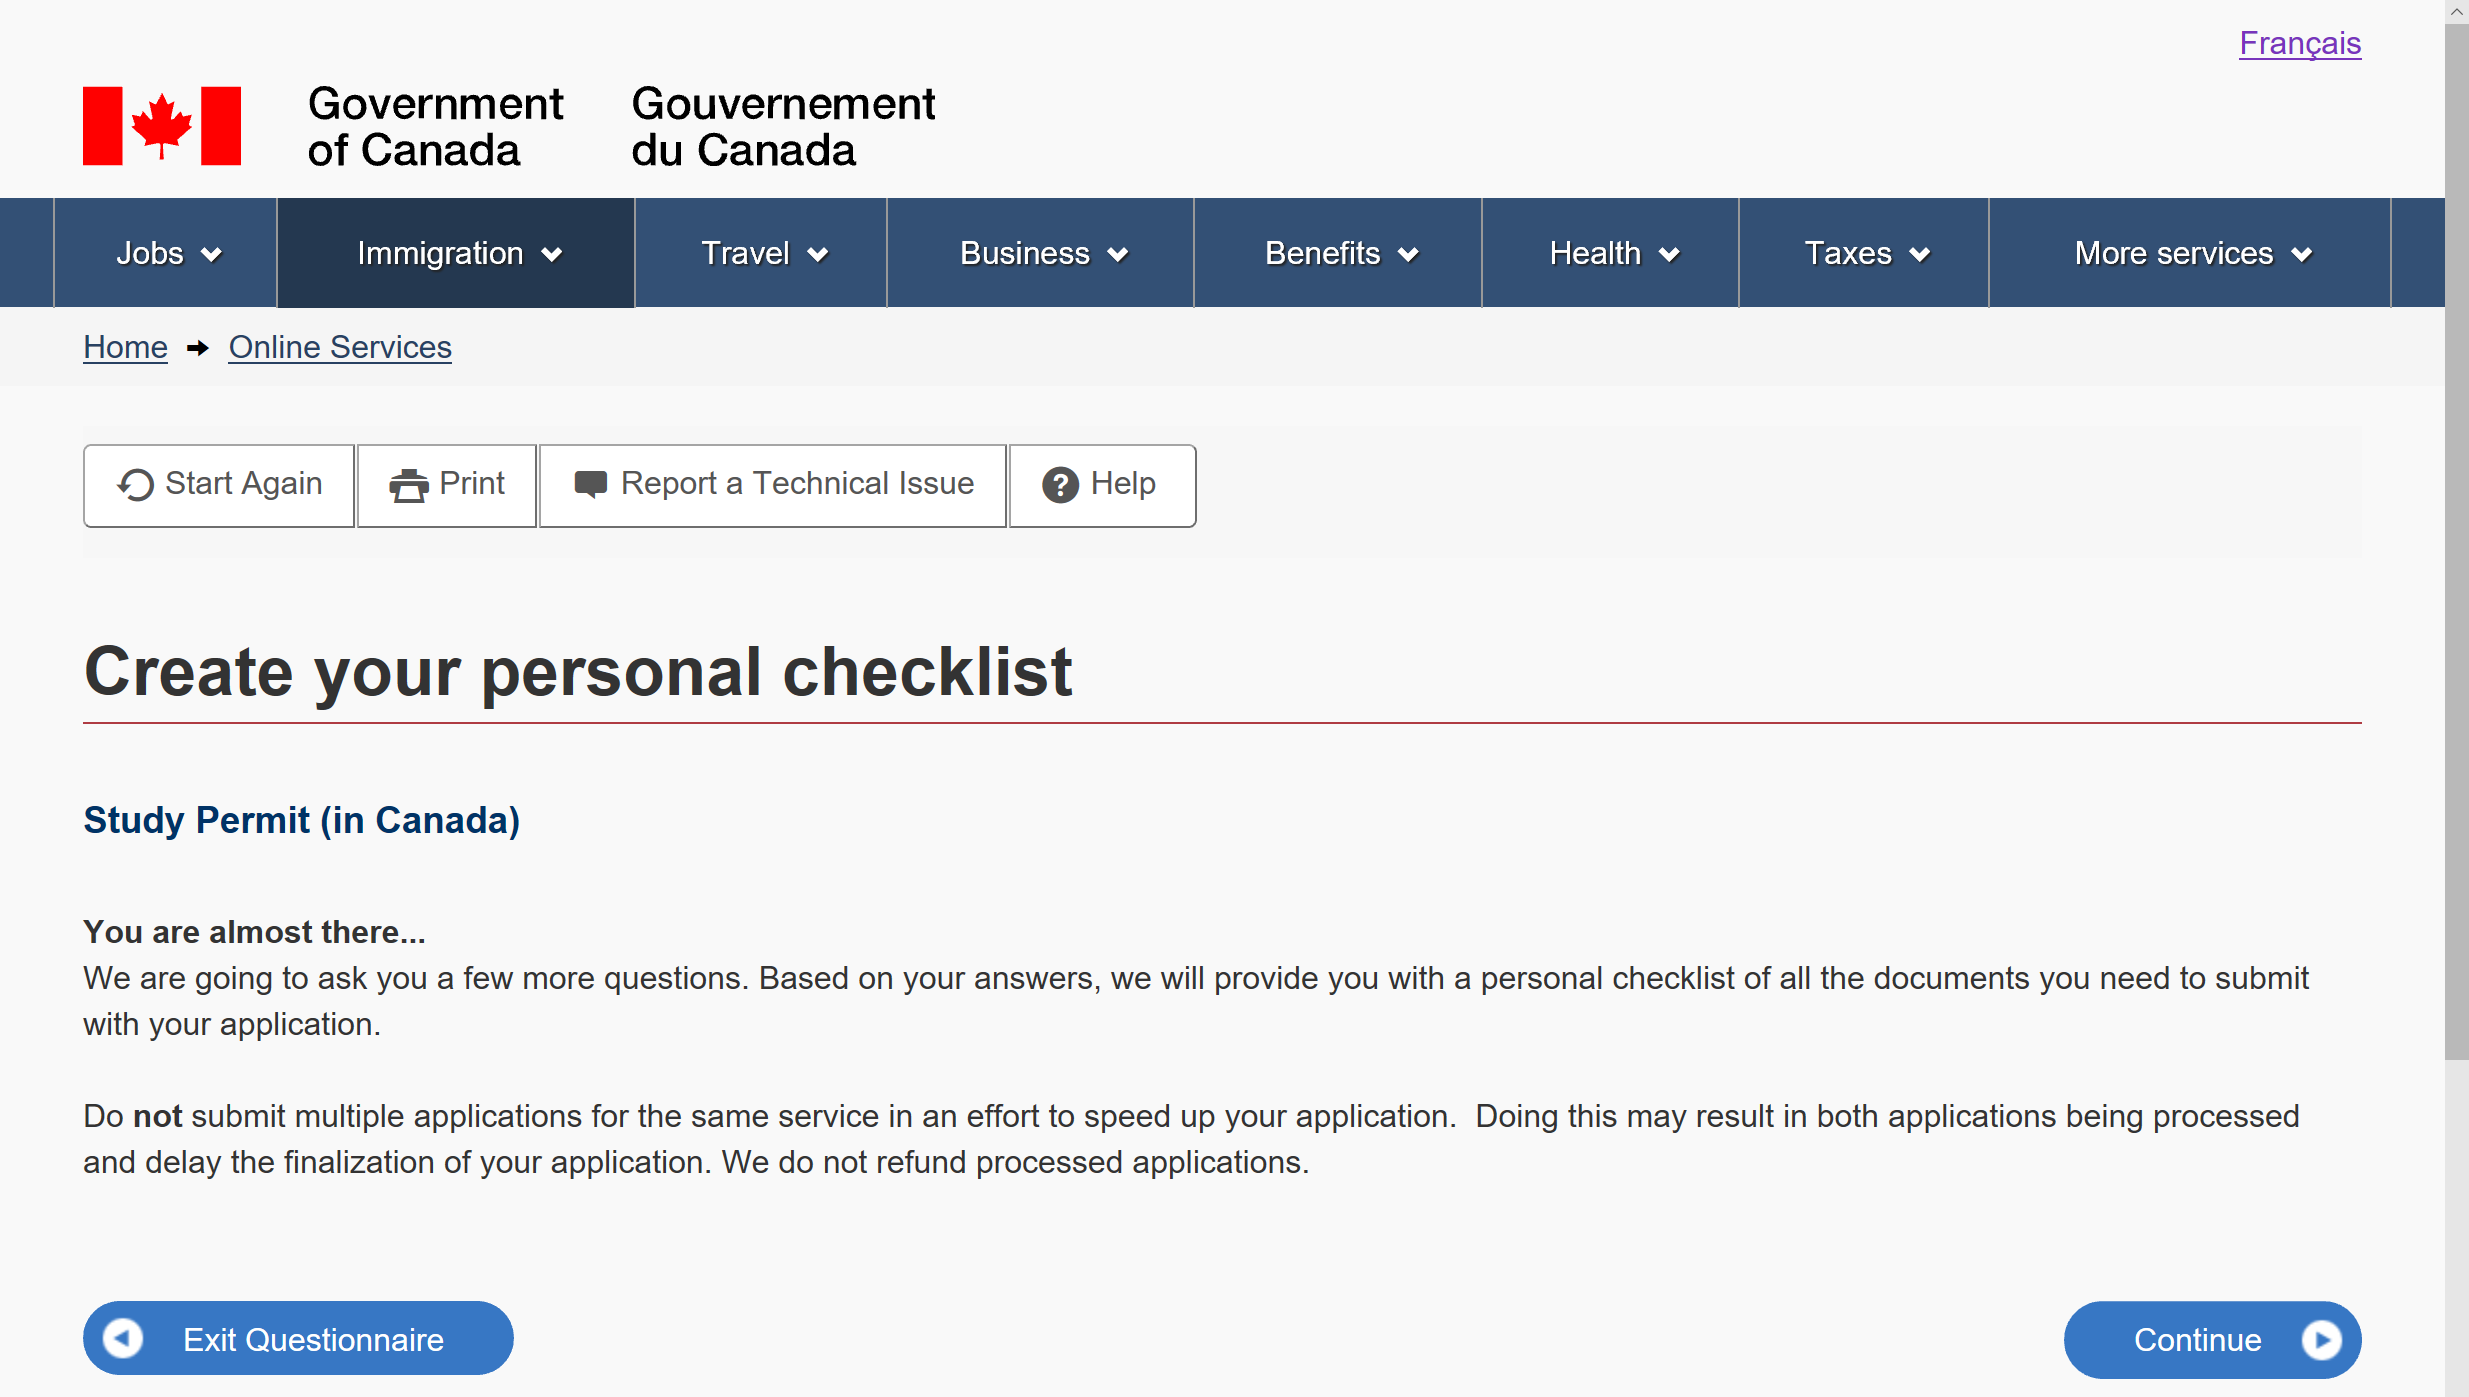 Français
Government of Canada
Gouvernement du Canada
Jobs
Immigration
Travel
Business
Benefits
Health
Taxes
More services
Home
Online Services
Start Again
Print
Report a Technical Issue
Help
Create your personal checklist
Study Permit (in Canada)
You are almost there...
We are going to ask you a few more questions. Based on your answers, we will provide you with a personal checklist of all the documents you need to submit
with your application.
Do not submit multiple applications for the same service in an effort to speed up your application.  Doing this may result in both applications being processed
and delay the finalization of your application. We do not refund processed applications.
Exit Questionnaire
Continue